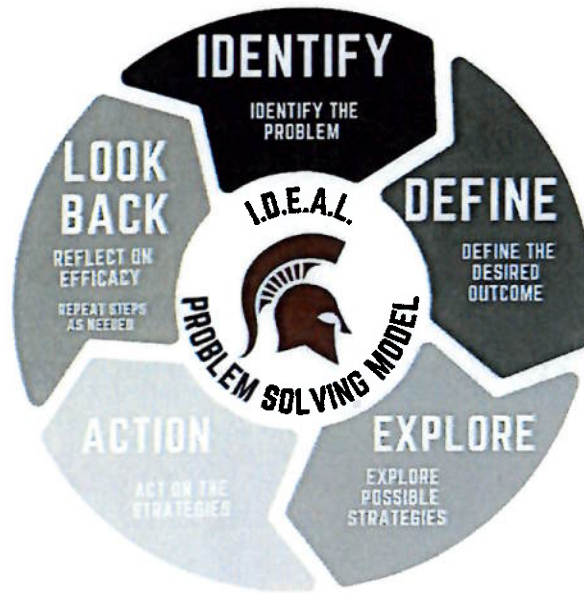 IDENTIFY
IDENTIFY THE
PROBLEM
DEFINE
DEFINE THE
DESIRED
OUTCOME
EXPLORE
EXPLORE
POSSIBLE
STRATEGIES
ACTION
ACT ON THE
STRATEGIES
LOOK
BACK
REFLECT ON
EFFICACY
REPEAT STEPS
AS NEEDED
I.D.E.A.L.
PROBLEM SOLVING MODEL